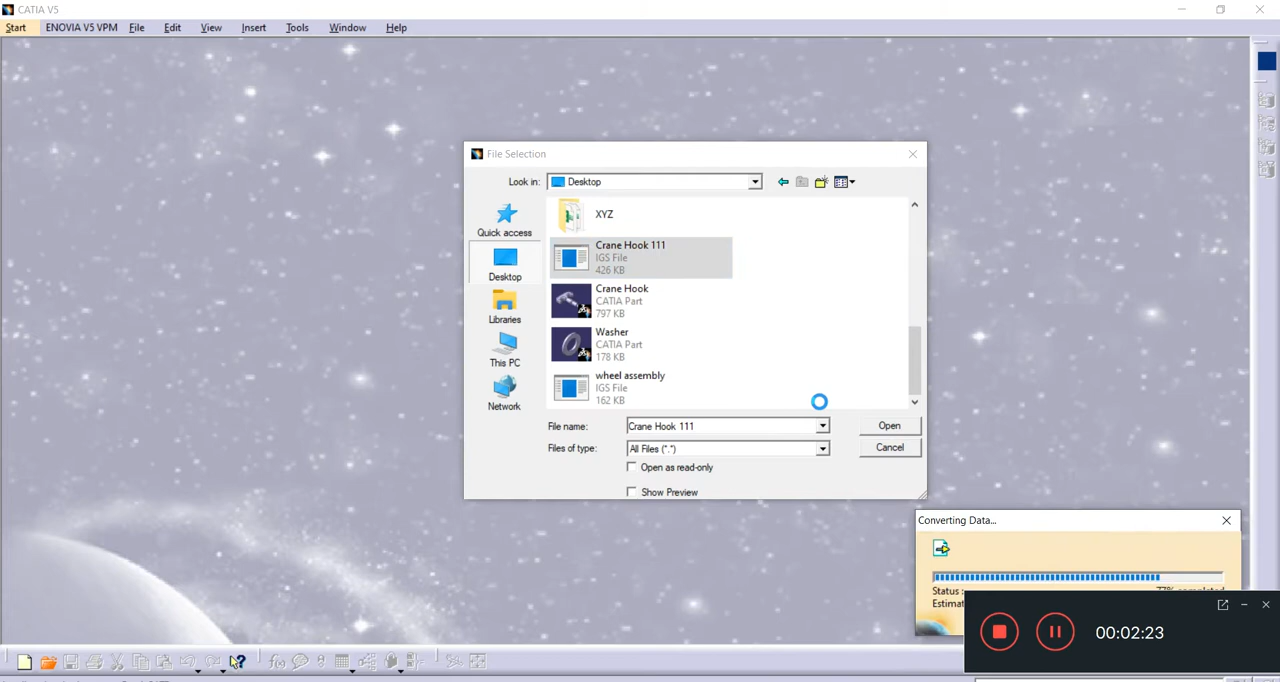 CATIA V5
Start ENOVIA V5 VPM File Edit View Insert Tools Window Help
File Selection
Look in: Desktop
XYZ
Quick access
Crane Hook 111
IGS File
426 KB
Desktop
Crane Hook
CATIA Part
797 KB
Libraries
Washer
CATIA Part
178 KB
This PC
wheel assembly
IGS File
162 KB
Network
File name: Crane Hook 111 Open
Files of type: All Files (*.*) Cancel
Open as read-only
Show Preview
Converting Data...
Status : 77% completed
00:02:23